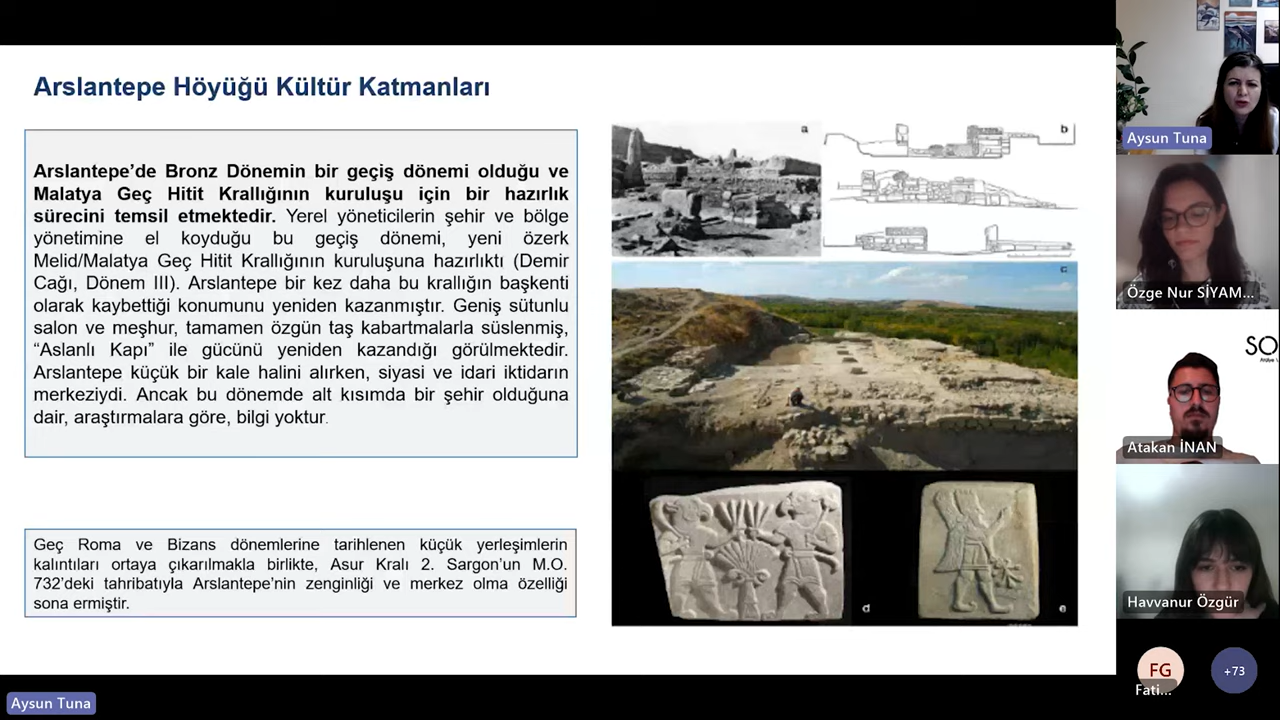 Arslantepe Höyüğü Kültür Katmanları
Arslantepe’de Bronz Dönemin bir geçiş dönemi olduğu ve
Malatya Geç Hitit Krallığının kuruluşu için bir hazırlık
sürecini temsil etmektedir. Yerel yöneticilerin şehir ve bölge
yönetimine el koyduğu bu geçiş dönemi, yeni özerk
Melid/Malatya Geç Hitit Krallığının kuruluşuna hazırlıktı (Demir
Cağı, Dönem III). Arslantepe bir kez daha bu krallığın başkenti
olarak kaybettiği konumunu yeniden kazanmıştır. Geniş sütunlu
salon ve meşhur, tamamen özgün taş kabartmalarla süslenmiş,
“Aslanlı Kapı” ile gücünü yeniden kazandığı görülmektedir.
Arslantepe küçük bir kale halini alırken, siyasi ve idari iktidarın
merkeziydi. Ancak bu dönemde alt kısımda bir şehir olduğuna
dair, araştırmalara göre, bilgi yoktur.
Geç Roma ve Bizans dönemlerine tarihlenen küçük yerleşimlerin
kalıntıları ortaya çıkarılmakla birlikte, Asur Kralı 2. Sargon’un M.O.
732’deki tahribatıyla Arslantepe’nin zenginliği ve merkez olma özelliği
sona ermiştir.
a
b
c
d
e
Aysun Tuna
Özge Nur SİYAM...
SO
Atakan İNAN
Havvanur Özgür
FG
Fati...
+73
Aysun Tuna